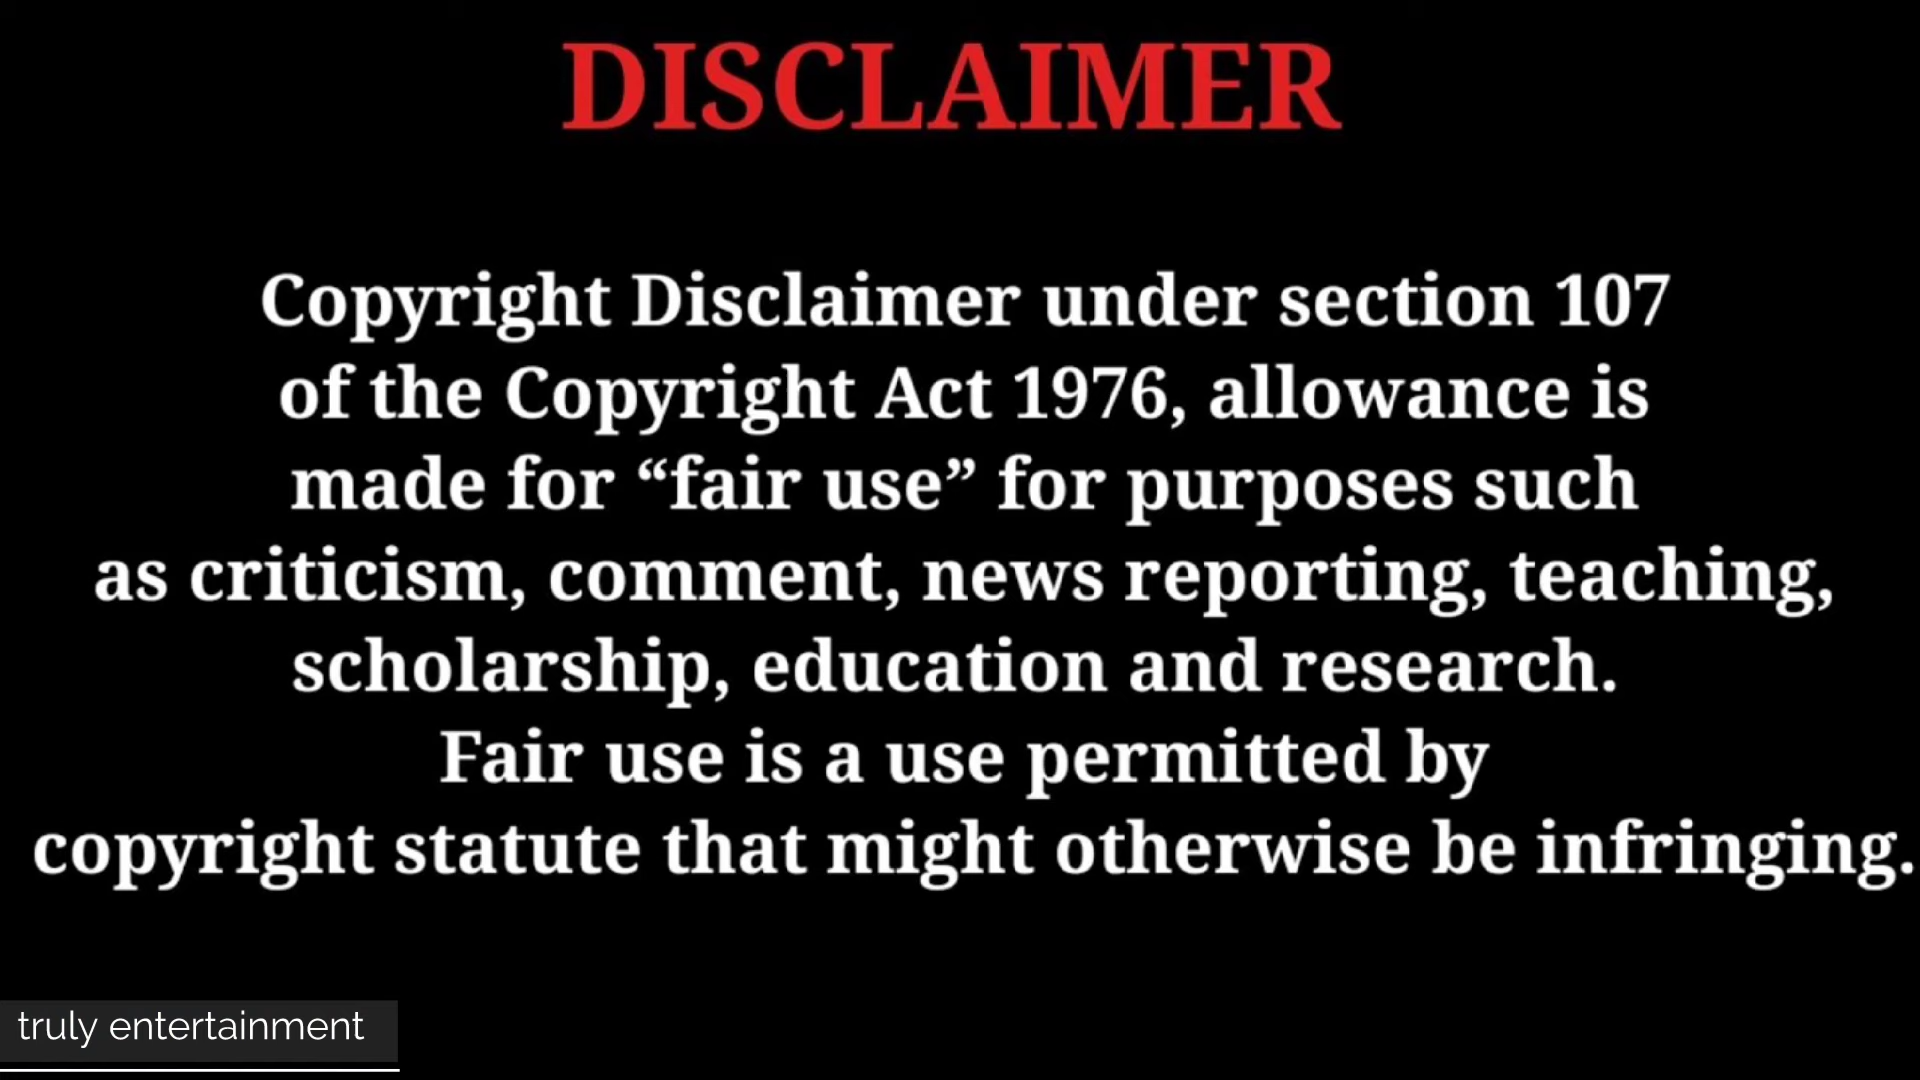 DISCLAIMER
Copyright Disclaimer under section 107
of the Copyright Act 1976, allowance is
made for “fair use” for purposes such
as criticism, comment, news reporting, teaching,
scholarship, education and research.
Fair use is a use permitted by
copyright statute that might otherwise be infringing.
truly entertainment